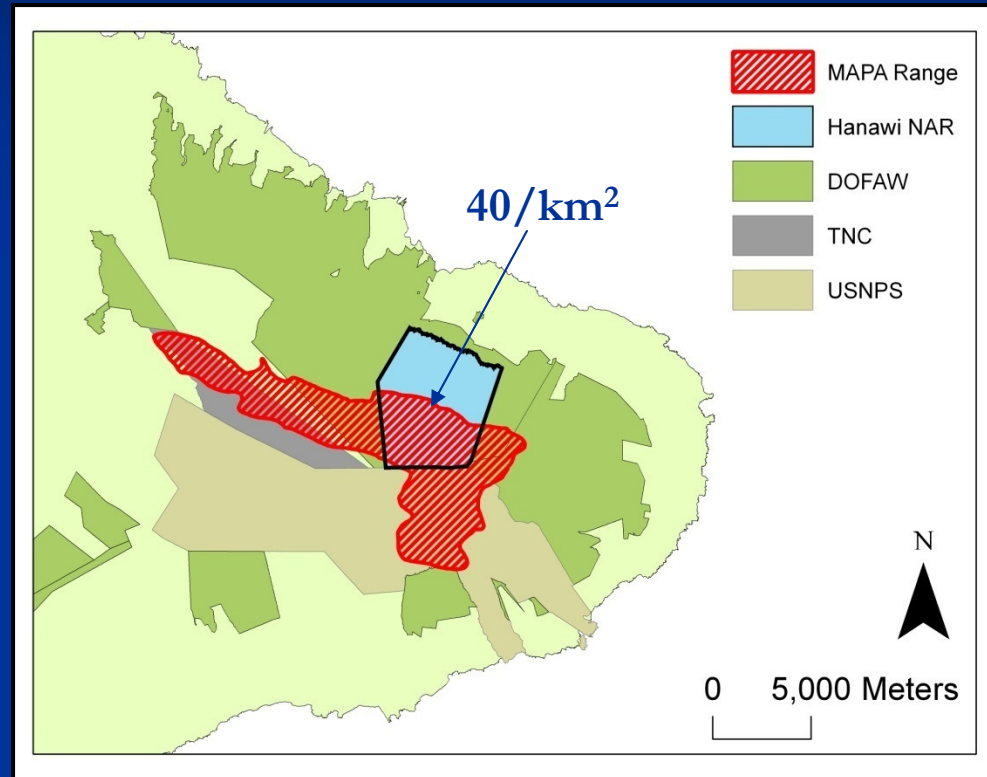 MAPA Range
Hanawi NAR
DOFAW
TNC
USNPS
40/km²
N
0 5,000 Meters